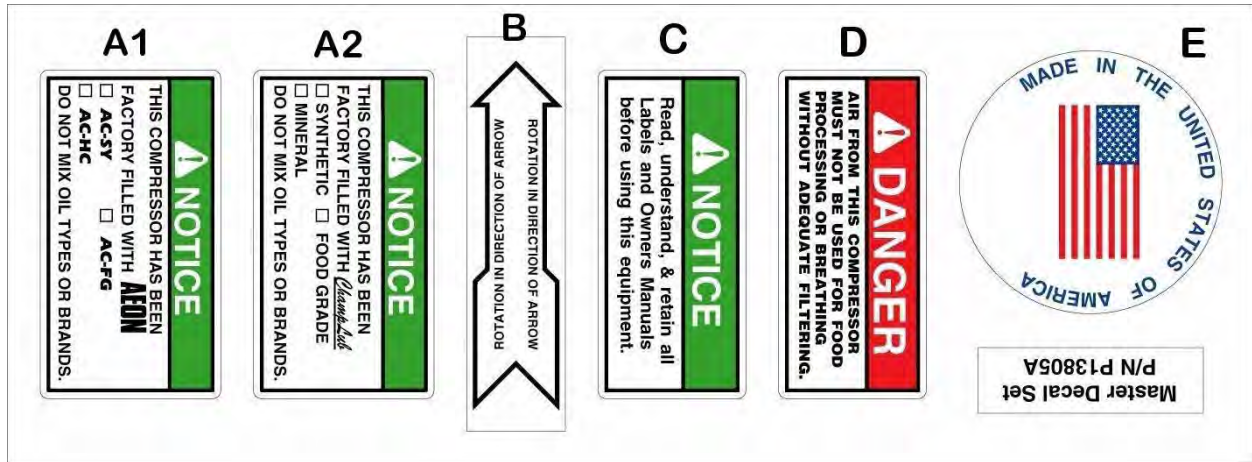 A1
⚠ NOTICE
THIS COMPRESSOR HAS BEEN
FACTORY FILLED WITH AEON
☐ AC-SY ☐ AC-FG
☐ AC-HC
DO NOT MIX OIL TYPES OR BRANDS.
A2
⚠ NOTICE
THIS COMPRESSOR HAS BEEN
FACTORY FILLED WITH ChampLub
☐ SYNTHETIC ☐ FOOD GRADE
☐ MINERAL
DO NOT MIX OIL TYPES OR BRANDS.
B
ROTATION IN DIRECTION OF ARROW
ROTATION IN DIRECTION OF ARROW
C
⚠ NOTICE
Read, understand, & retain all
Labels and Owners Manuals
before using this equipment.
D
⚠ DANGER
AIR FROM THIS COMPRESSOR
MUST NOT BE USED FOR FOOD
PROCESSING OR BREATHING
WITHOUT ADEQUATE FILTERING.
E
MADE IN THE UNITED STATES OF AMERICA
Master Decal Set
P/N P13805A